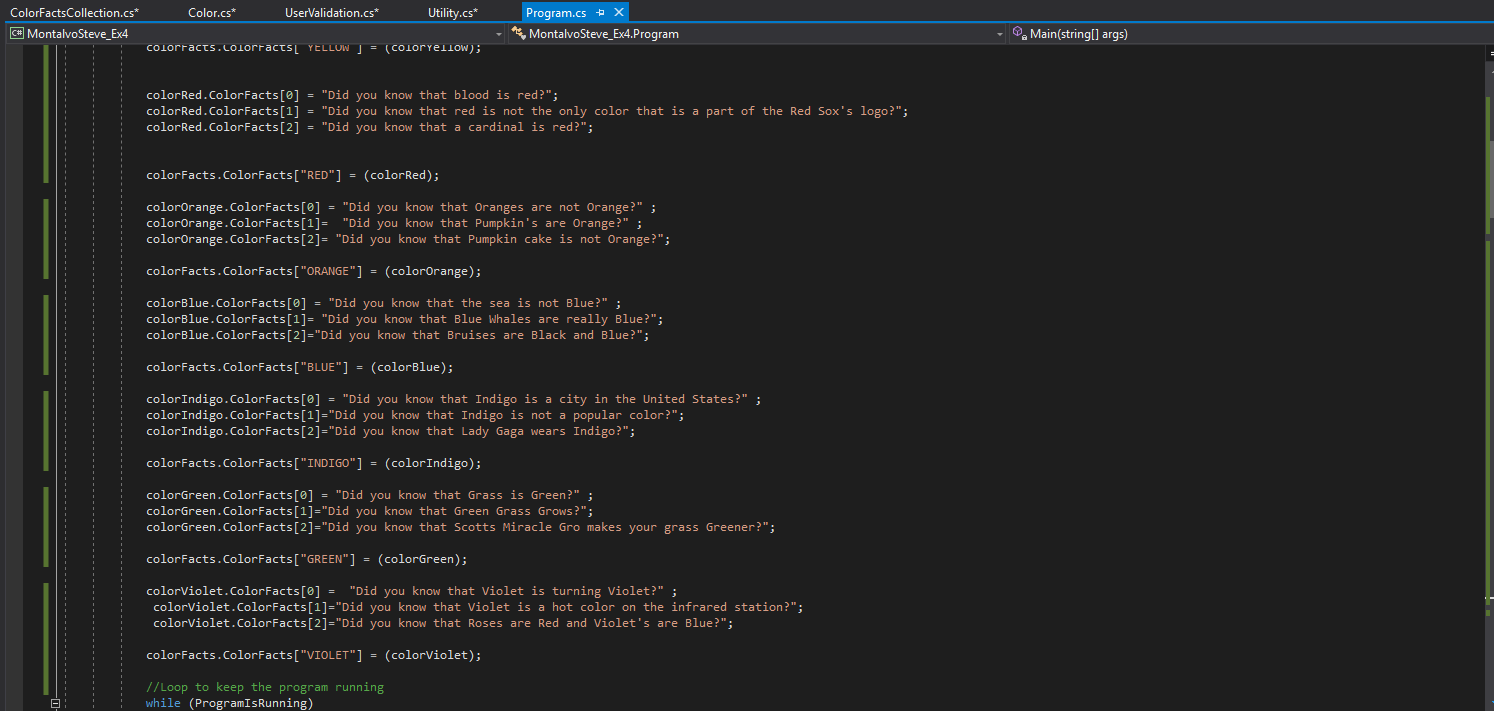 ColorFactsCollection.cs* Color.cs* UserValidation.cs* Utility.cs* Program.cs
C# MontalvoSteve_Ex4 MontalvoSteve_Ex4.Program Main(string[] args)
colorFacts.ColorFacts["YELLOW"] = (colorYellow);
colorRed.ColorFacts[0] = "Did you know that blood is red?";
colorRed.ColorFacts[1] = "Did you know that red is not the only color that is a part of the Red Sox's logo?";
colorRed.ColorFacts[2] = "Did you know that a cardinal is red?";
colorFacts.ColorFacts["RED"] = (colorRed);
colorOrange.ColorFacts[0] = "Did you know that Oranges are not Orange?" ;
colorOrange.ColorFacts[1]=  "Did you know that Pumpkin's are Orange?" ;
colorOrange.ColorFacts[2]= "Did you know that Pumpkin cake is not Orange?";
colorFacts.ColorFacts["ORANGE"] = (colorOrange);
colorBlue.ColorFacts[0] = "Did you know that the sea is not Blue?" ;
colorBlue.ColorFacts[1]= "Did you know that Blue Whales are really Blue?";
colorBlue.ColorFacts[2]="Did you know that Bruises are Black and Blue?";
colorFacts.ColorFacts["BLUE"] = (colorBlue);
colorIndigo.ColorFacts[0] = "Did you know that Indigo is a city in the United States?" ;
colorIndigo.ColorFacts[1]="Did you know that Indigo is not a popular color?";
colorIndigo.ColorFacts[2]="Did you know that Lady Gaga wears Indigo?";
colorFacts.ColorFacts["INDIGO"] = (colorIndigo);
colorGreen.ColorFacts[0] = "Did you know that Grass is Green?" ;
colorGreen.ColorFacts[1]="Did you know that Green Grass Grows?";
colorGreen.ColorFacts[2]="Did you know that Scotts Miracle Gro makes your grass Greener?";
colorFacts.ColorFacts["GREEN"] = (colorGreen);
colorViolet.ColorFacts[0] =  "Did you know that Violet is turning Violet?" ;
colorViolet.ColorFacts[1]="Did you know that Violet is a hot color on the infrared station?";
colorViolet.ColorFacts[2]="Did you know that Roses are Red and Violet's are Blue?";
colorFacts.ColorFacts["VIOLET"] = (colorViolet);
//Loop to keep the program running
while (ProgramIsRunning)